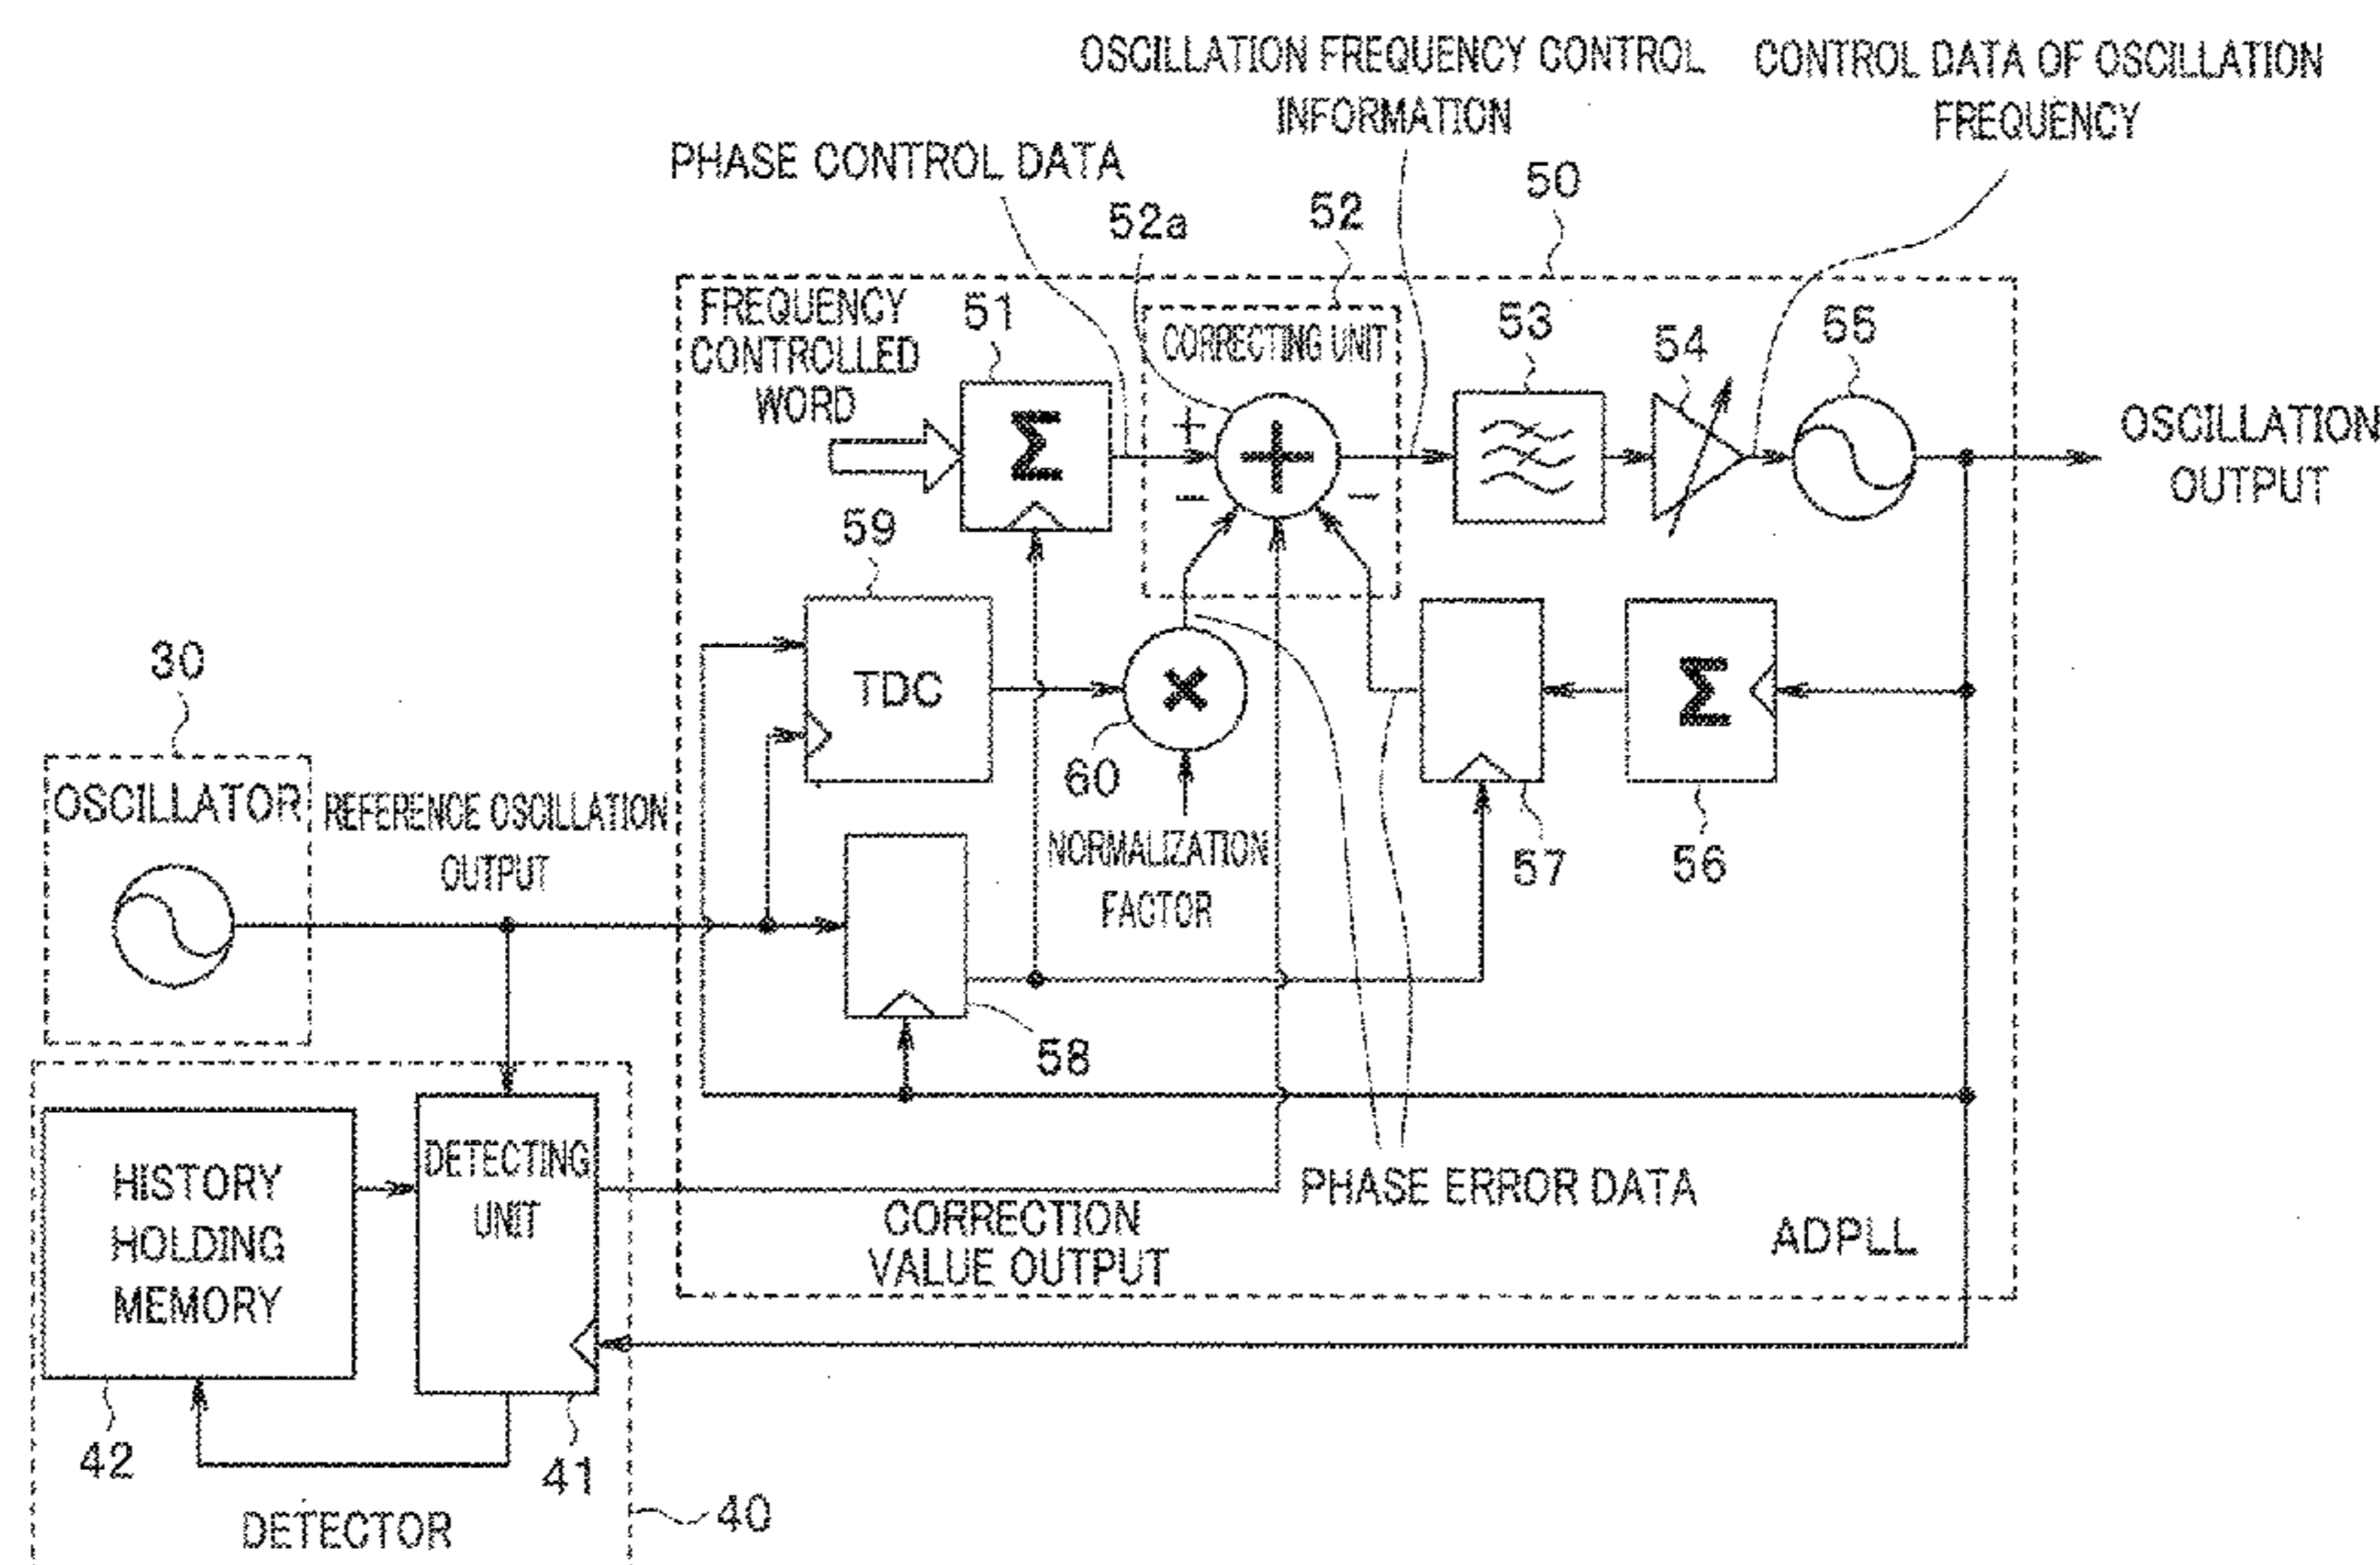 OSCILLATION FREQUENCY CONTROL
INFORMATION
CONTROL DATA OF OSCILLATION
FREQUENCY
PHASE CONTROL DATA
52a
52
50
FREQUENCY
CONTROLLED
WORD
51
CORRECTING UNIT
53
54
55
Σ
+
+
−
−
OSCILLATION
OUTPUT
59
TDC
×
60
NORMALIZATION
FACTOR
57
Σ
56
30
OSCILLATOR
REFERENCE OSCILLATION
OUTPUT
58
HISTORY
HOLDING
MEMORY
DETECTING
UNIT
CORRECTION
VALUE OUTPUT
PHASE ERROR DATA
ADPLL
42
41
40
DETECTOR